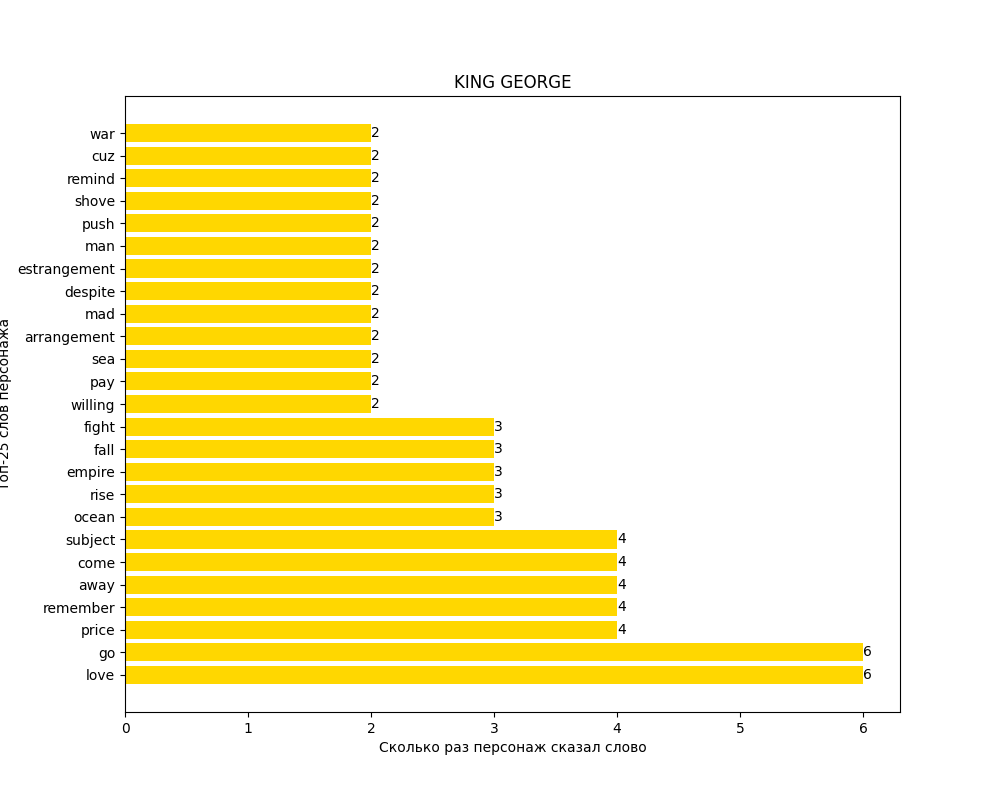 KING GEORGE
war 2
cuz 2
remind 2
shove 2
push 2
man 2
estrangement 2
despite 2
mad 2
arrangement 2
sea 2
pay 2
willing 2
fight 3
fall 3
empire 3
rise 3
ocean 3
subject 4
come 4
away 4
remember 4
price 4
go 6
love 6
0 1 2 3 4 5 6
Сколько раз персонаж сказал слово
Топ-25 слов персонажа